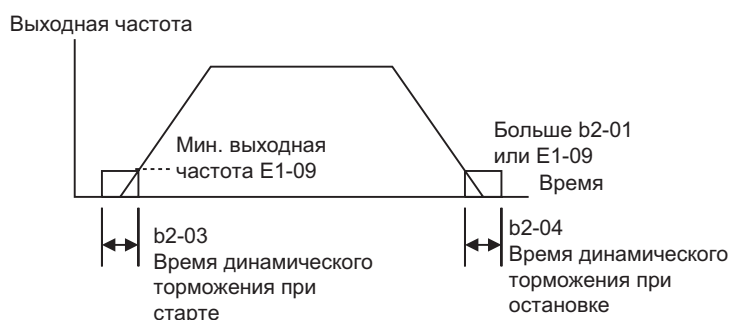 Выходная частота
Мин. выходная
частота E1-09
Больше b2-01
или E1-09
Время
b2-03
Время динамического
торможения при
старте
b2-04
Время динамического
торможения при
остановке